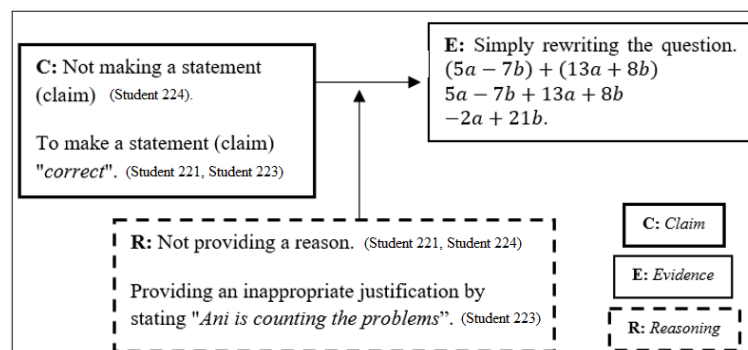 C: Not making a statement
(claim) (Student 224).
To make a statement (claim)
"correct". (Student 221, Student 223)
E: Simply rewriting the question.
(5a − 7b) + (13a + 8b)
5a − 7b + 13a + 8b
−2a + 21b.
R: Not providing a reason. (Student 221, Student 224)
Providing an inappropriate justification by
stating "Ani is counting the problems”. (Student 223)
C: Claim
E: Evidence
R: Reasoning